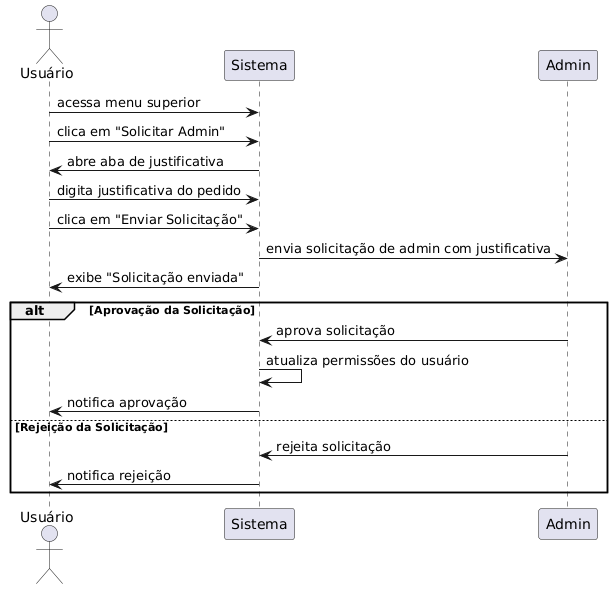 Usuário
Sistema
Admin
acessa menu superior
clica em "Solicitar Admin"
abre aba de justificativa
digita justificativa do pedido
clica em "Enviar Solicitação"
envia solicitação de admin com justificativa
exibe "Solicitação enviada"
alt [Aprovação da Solicitação]
aprova solicitação
atualiza permissões do usuário
notifica aprovação
[Rejeição da Solicitação]
rejeita solicitação
notifica rejeição
Usuário
Sistema
Admin